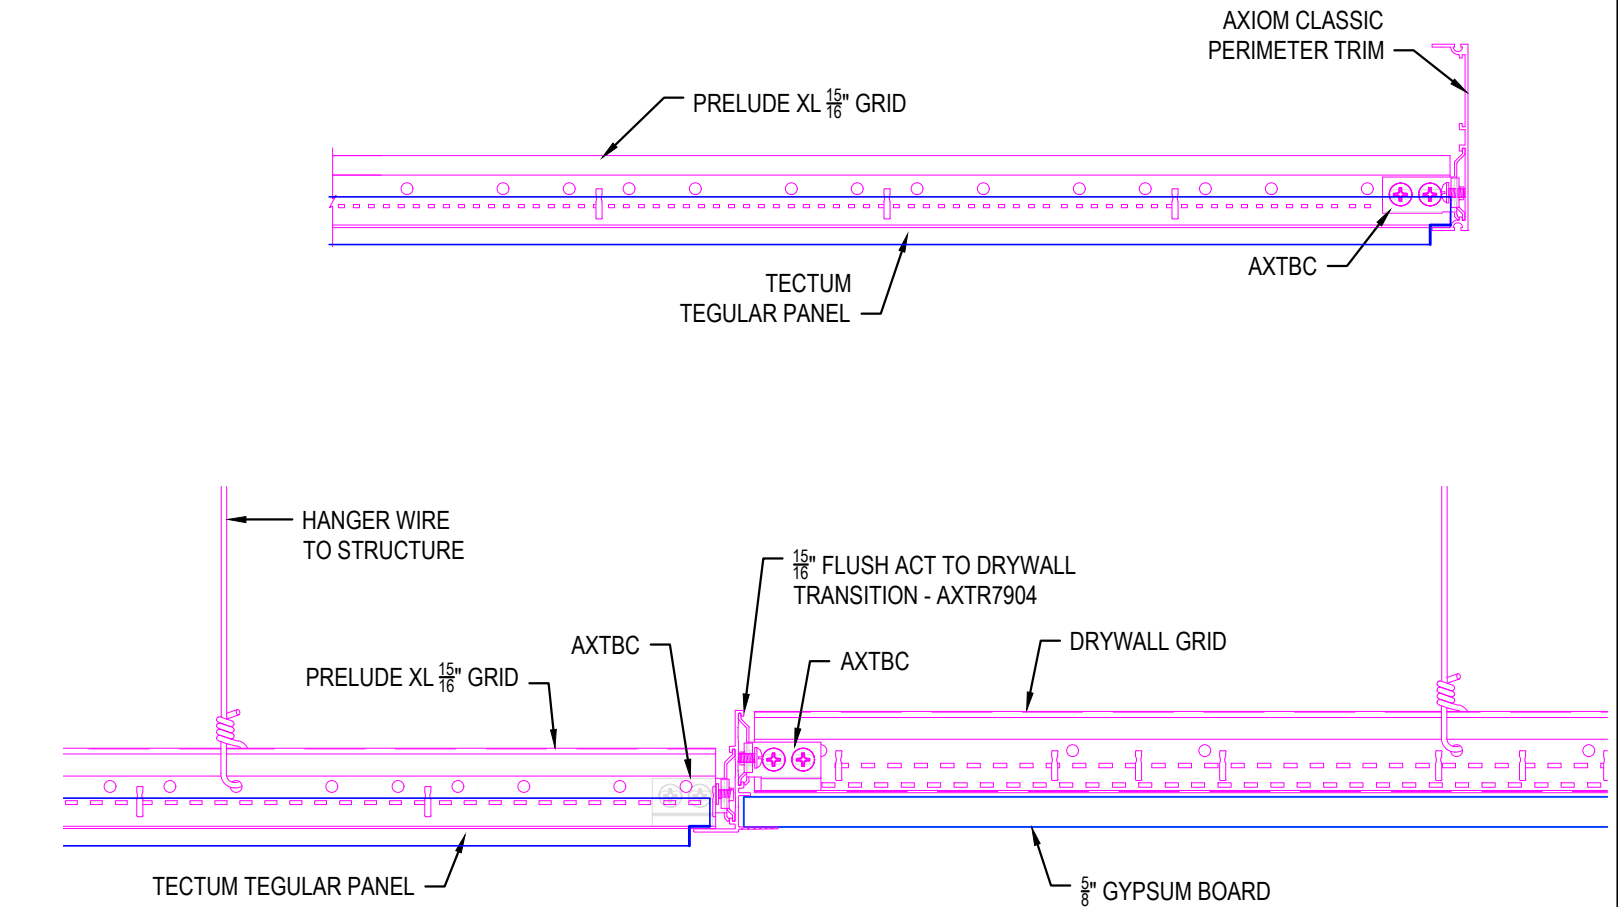 AXIOM CLASSIC
PERIMETER TRIM
PRELUDE XL 15/16" GRID
AXTBC
TECTUM
TEGULAR PANEL
HANGER WIRE
TO STRUCTURE
15/16" FLUSH ACT TO DRYWALL
TRANSITION - AXTR7904
AXTBC
AXTBC
DRYWALL GRID
PRELUDE XL 15/16" GRID
TECTUM TEGULAR PANEL
5/8" GYPSUM BOARD